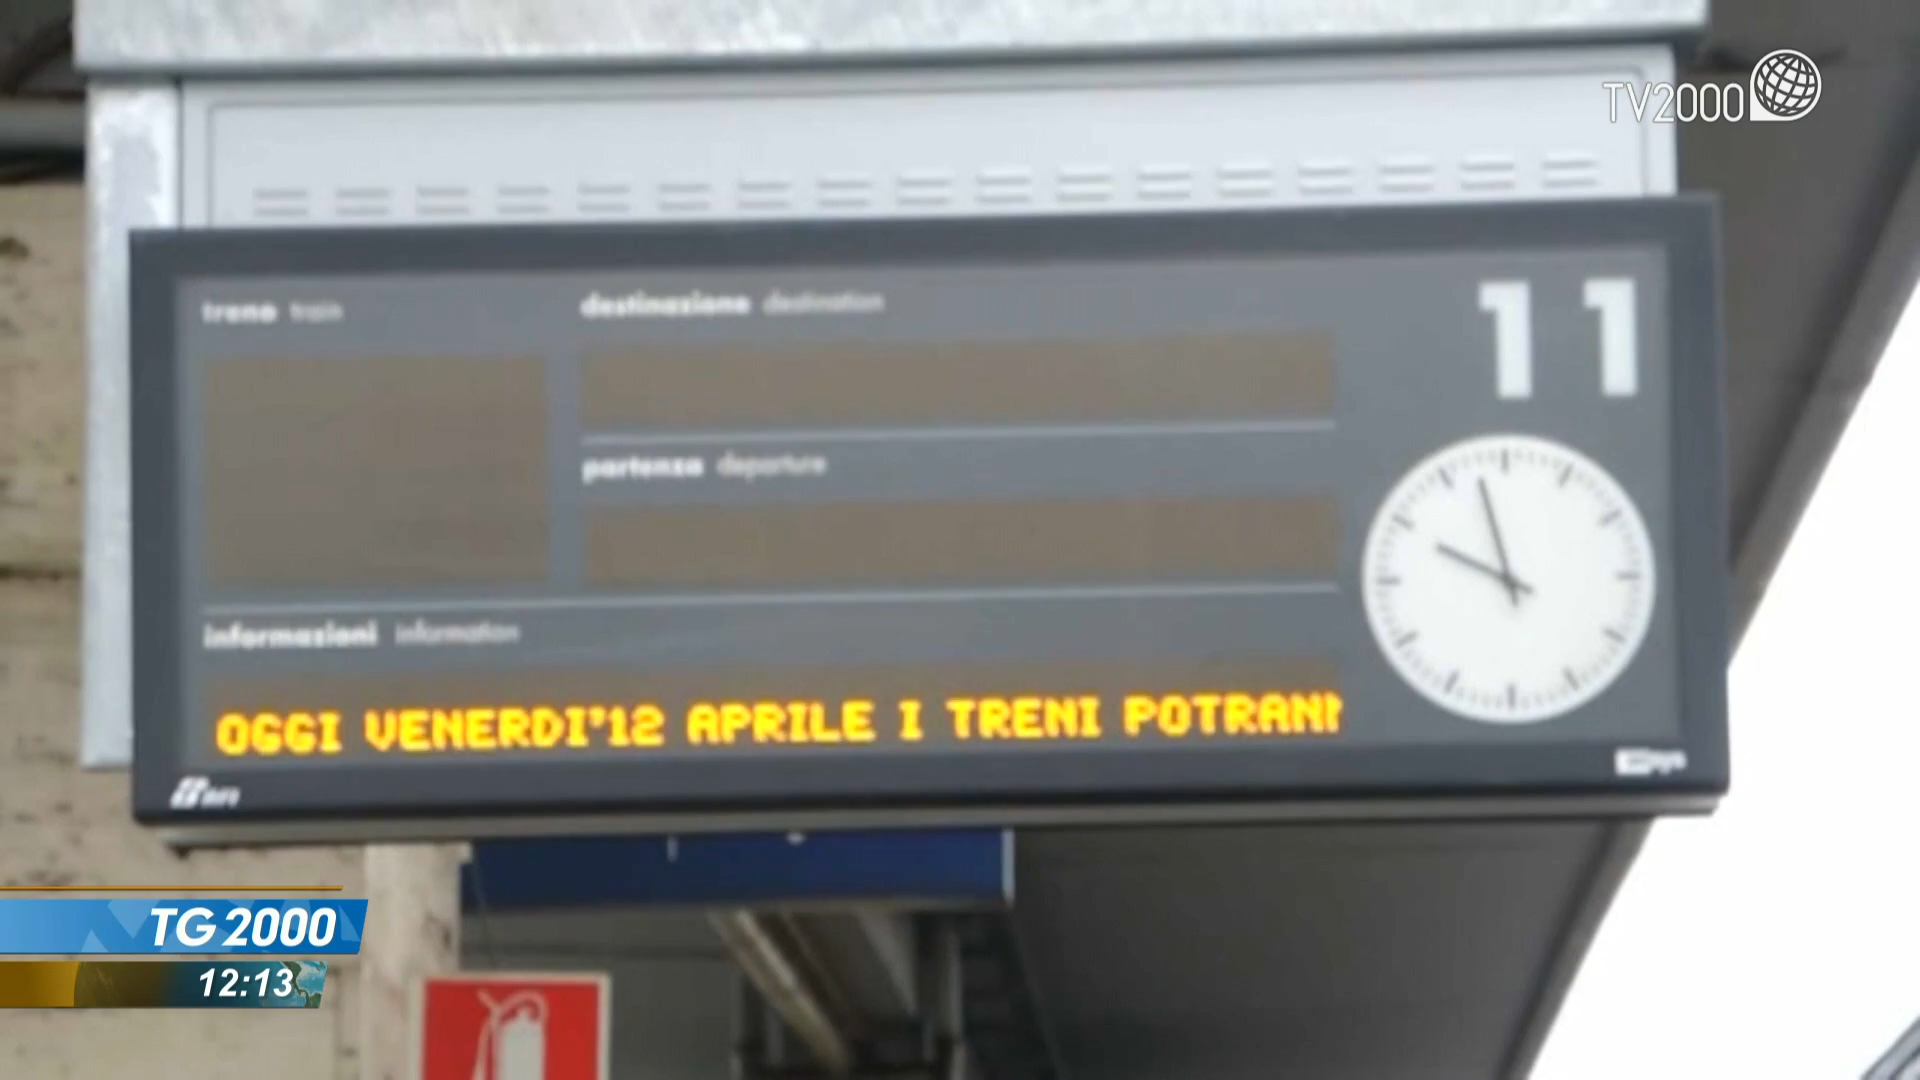 TV2000
treno train
destinazione destination
11
partenza departure
informazioni information
OGGI VENERDI'12 APRILE I TRENI POTRANN
RFI
TG 2000
12:13